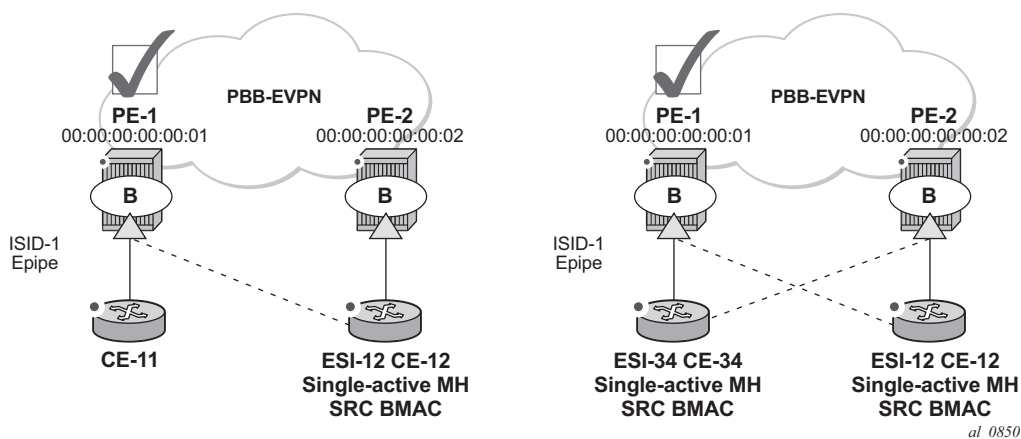 PBB-EVPN
PE-1
00:00:00:00:00:01
PE-2
00:00:00:00:00:02
B
B
ISID-1
Epipe
CE-11
ESI-12 CE-12
Single-active MH
SRC BMAC
PBB-EVPN
PE-1
00:00:00:00:00:01
PE-2
00:00:00:00:00:02
B
B
ISID-1
Epipe
ESI-34 CE-34
Single-active MH
SRC BMAC
ESI-12 CE-12
Single-active MH
SRC BMAC
al_0850